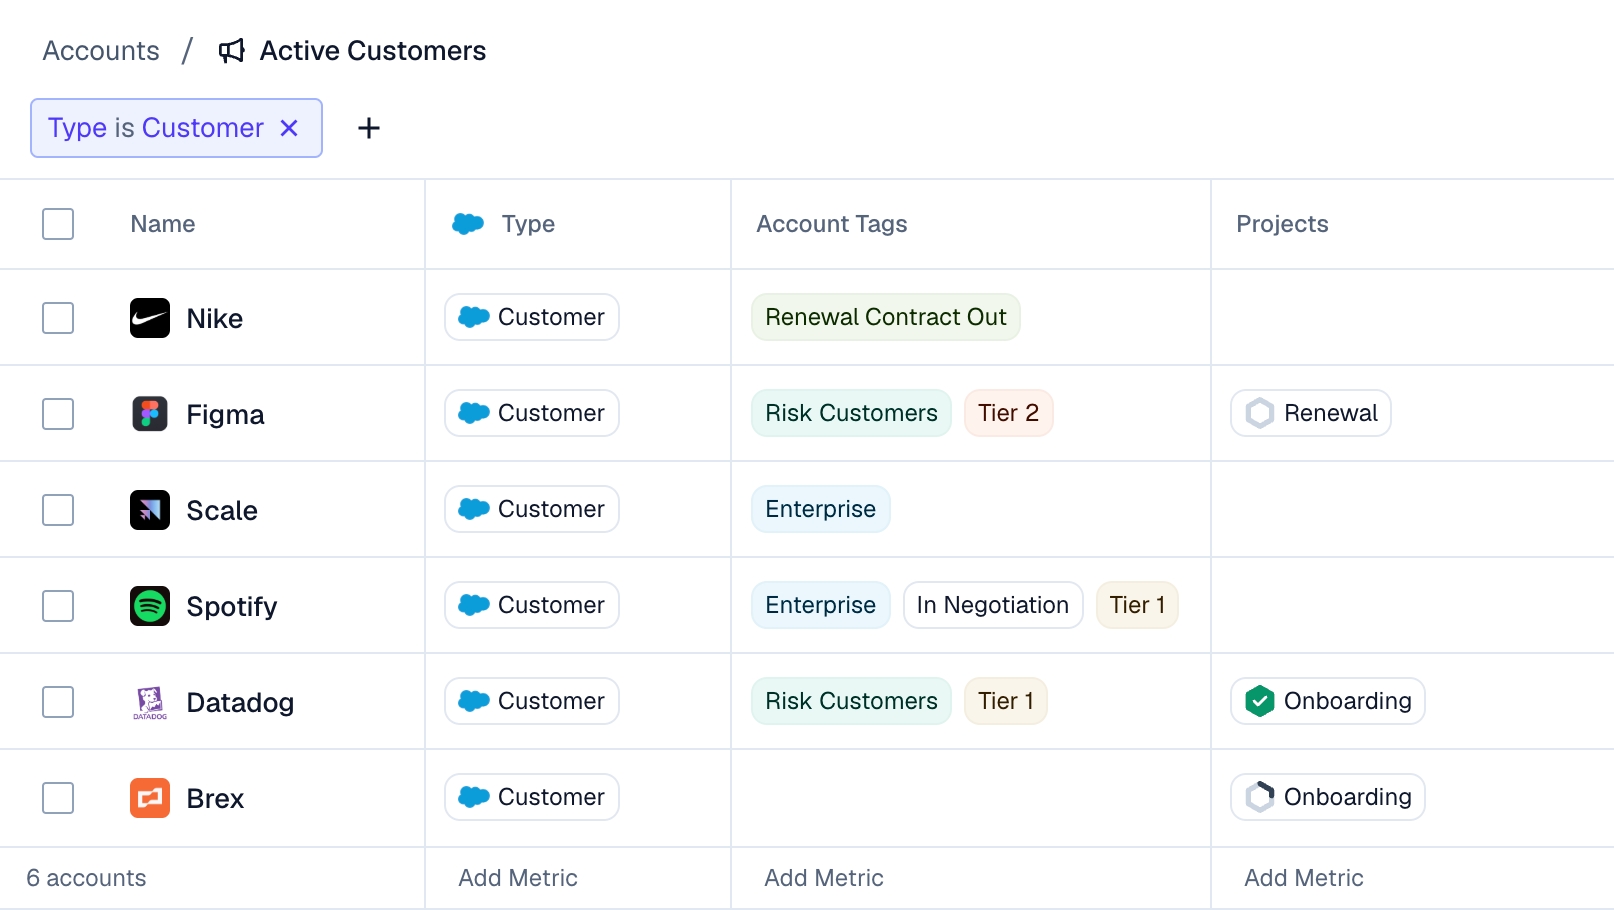 Accounts / Active Customers
Type is Customer
Name Type Account Tags Projects
Nike Customer Renewal Contract Out
Figma Customer Risk Customers Tier 2 Renewal
Scale Customer Enterprise
Spotify Customer Enterprise In Negotiation Tier 1
DATADOG Datadog Customer Risk Customers Tier 1 Onboarding
Brex Customer Onboarding
6 accounts Add Metric Add Metric Add Metric